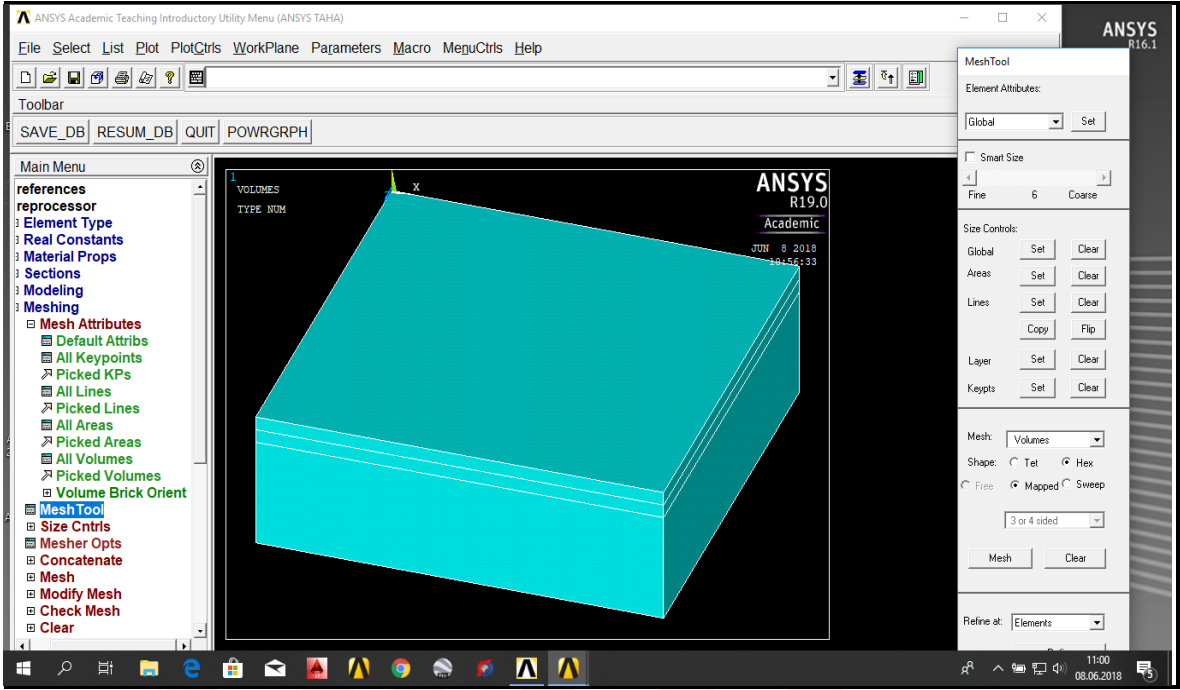 ANSYS Academic Teaching Introductory Utility Menu (ANSYS TAHA)
ANSYS
R16.1
File Select List Plot PlotCtrls WorkPlane Parameters Macro MenuCtrls Help
Toolbar
SAVE_DB RESUM_DB QUIT POWRGRPH
Main Menu
references
reprocessor
Element Type
Real Constants
Material Props
Sections
Modeling
Meshing
Mesh Attributes
Default Attribs
All Keypoints
Picked KPs
All Lines
Picked Lines
All Areas
Picked Areas
All Volumes
Picked Volumes
Volume Brick Orient
MeshTool
Size Cntrls
Mesher Opts
Concatenate
Mesh
Modify Mesh
Check Mesh
Clear
1
VOLUMES
TYPE NUM
X
ANSYS
R19.0
Academic
JUN 8 2018
10:56:33
MeshTool
Element Attributes:
Global Set
Smart Size
Fine 6 Coarse
Size Controls:
Global Set Clear
Areas Set Clear
Lines Set Clear
Copy Flip
Layer Set Clear
Keypts Set Clear
Mesh: Volumes
Shape: Tet Hex
Free Mapped Sweep
3 or 4 sided
Mesh Clear
Refine at: Elements
11:00
08.06.2018
5